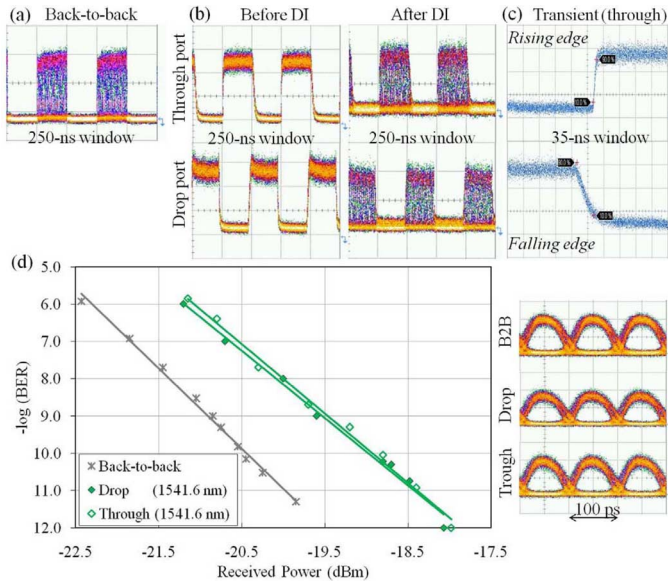 (a) Back-to-back
(b) Before DI After DI
(c) Transient (through)
Through port
Rising edge
90.0%
10.0%
250-ns window
250-ns window
250-ns window
35-ns window
Drop port
90.0%
10.0%
Falling edge
(d)
-log (BER)
5.0
6.0
7.0
8.0
9.0
10.0
11.0
12.0
Back-to-back
Drop (1541.6 nm)
Through (1541.6 nm)
-22.5 -21.5 -20.5 -19.5 -18.5 -17.5
Received Power (dBm)
B2B
Drop
Trough
100 ps